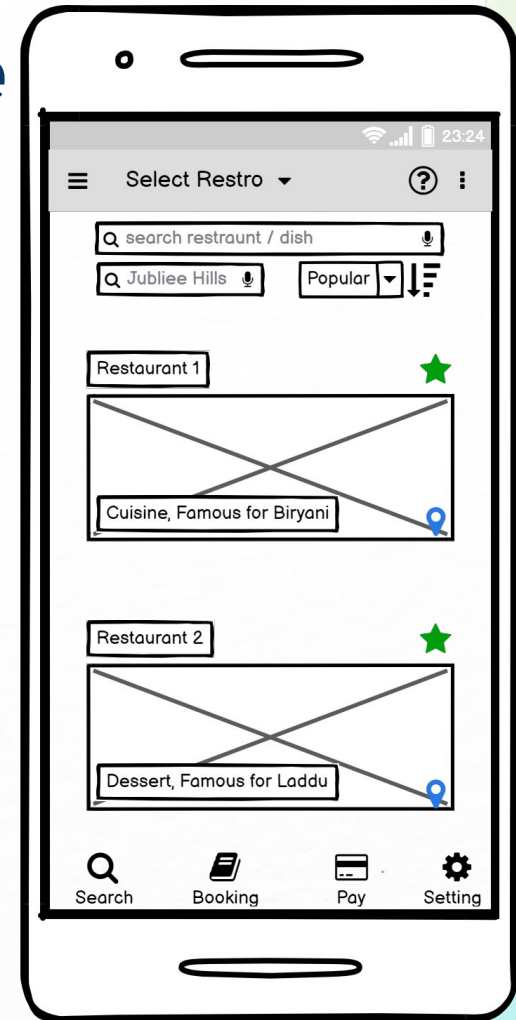 e
23:24
Select Restro
search restraunt / dish
Jubliee Hills Popular
Restaurant 1
Cuisine, Famous for Biryani
Restaurant 2
Dessert, Famous for Laddu
Search Booking Pay Setting